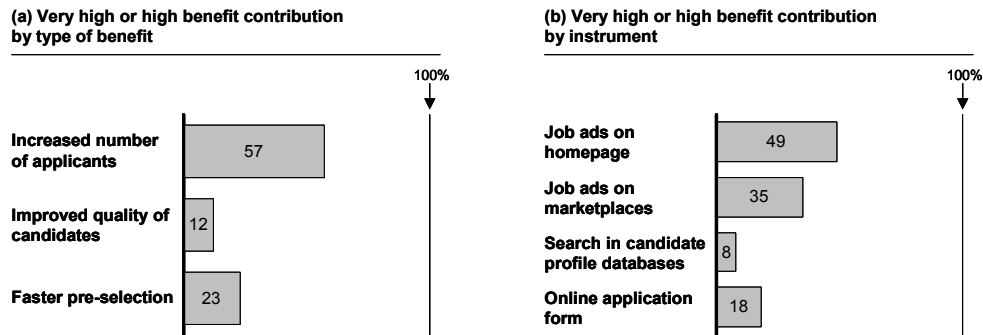 (a) Very high or high benefit contribution
by type of benefit
100%
Increased number
of applicants
57
Improved quality of
candidates
12
Faster pre-selection
23
(b) Very high or high benefit contribution
by instrument
100%
Job ads on
homepage
49
Job ads on
marketplaces
35
Search in candidate
profile databases
8
Online application
form
18